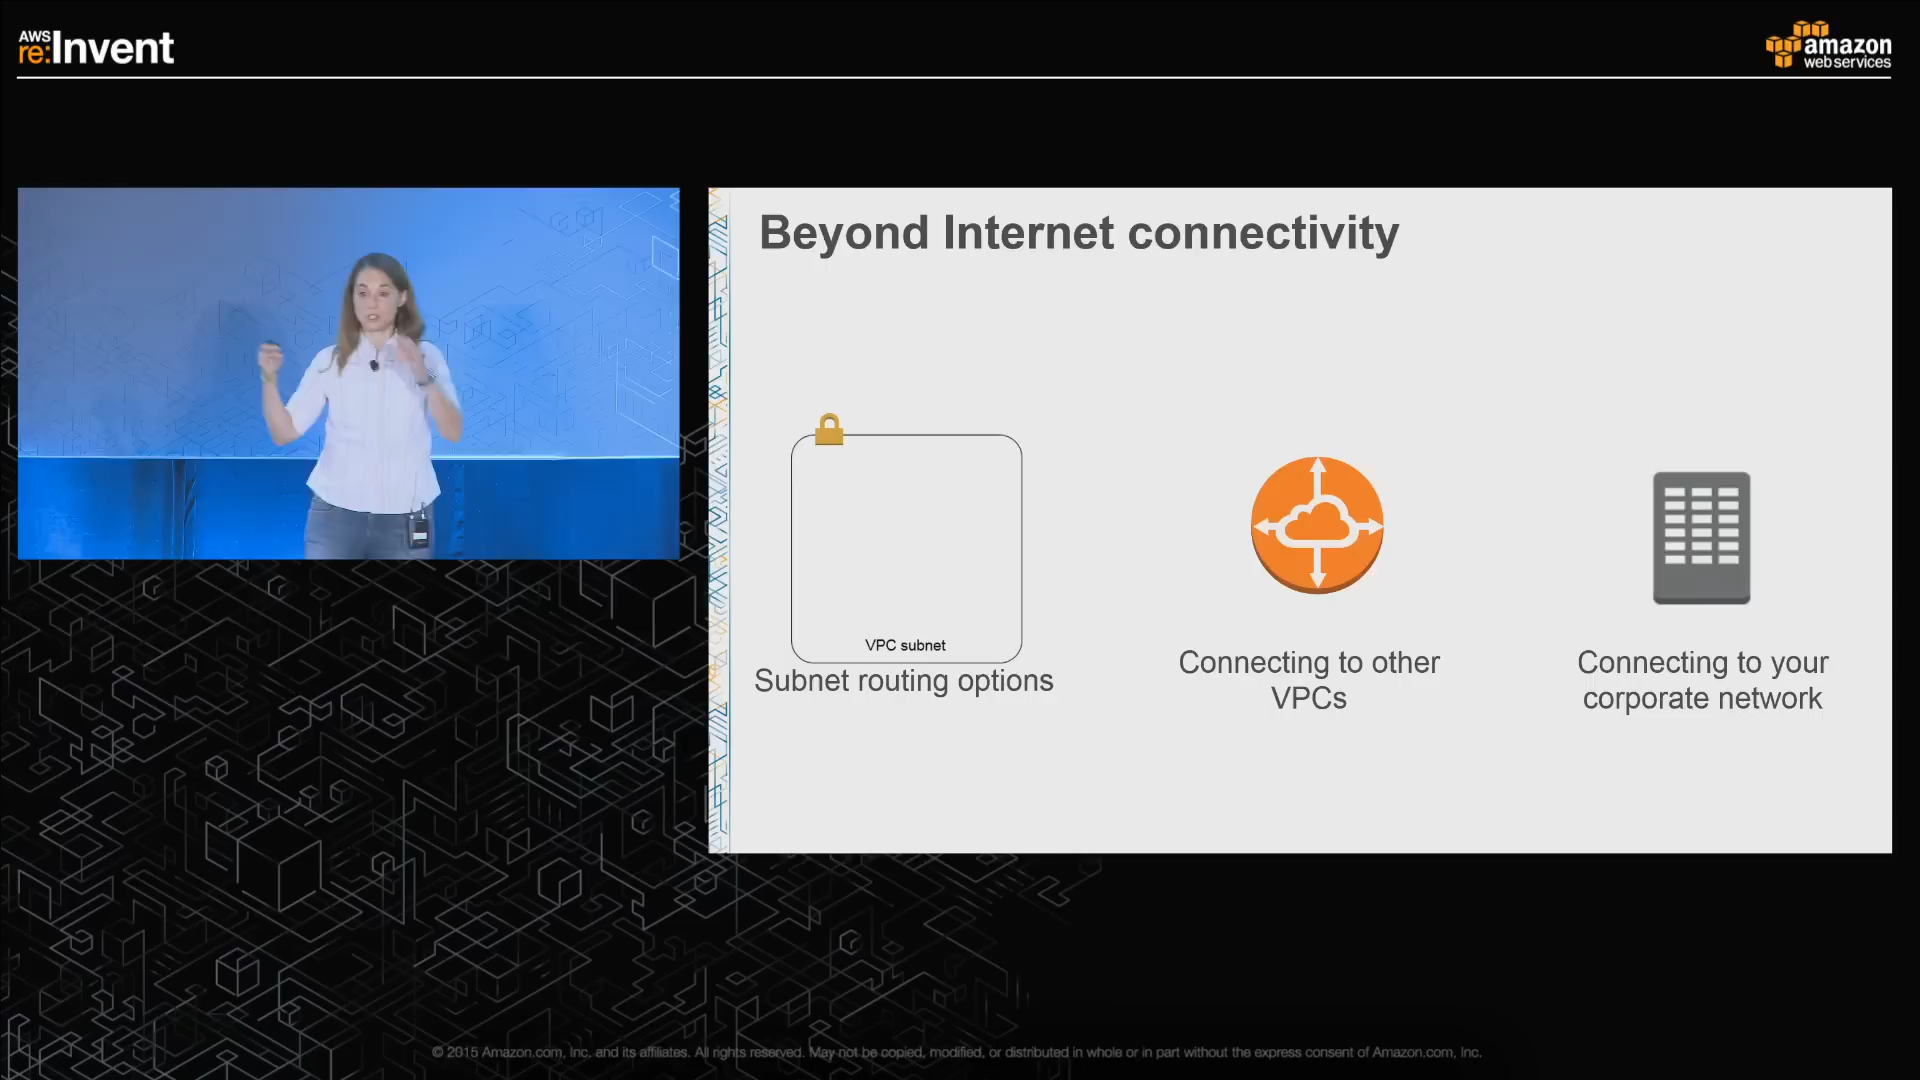 AWS
re:Invent
amazon
web services
Beyond Internet connectivity
VPC subnet
Subnet routing options
Connecting to other
VPCs
Connecting to your
corporate network
© 2015 Amazon.com, Inc. and its affiliates. All rights reserved. May not be copied, modified, or distributed in whole or in part without the express consent of Amazon.com, Inc.